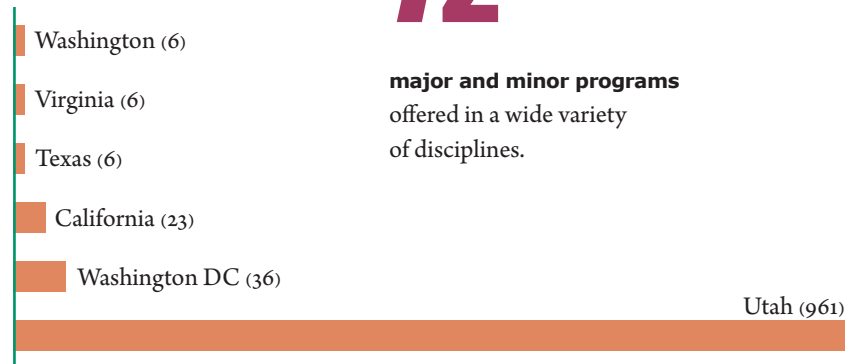 Washington (6)
Virginia (6)
Texas (6)
California (23)
Washington DC (36)
Utah (961)
major and minor programs
offered in a wide variety
of disciplines.